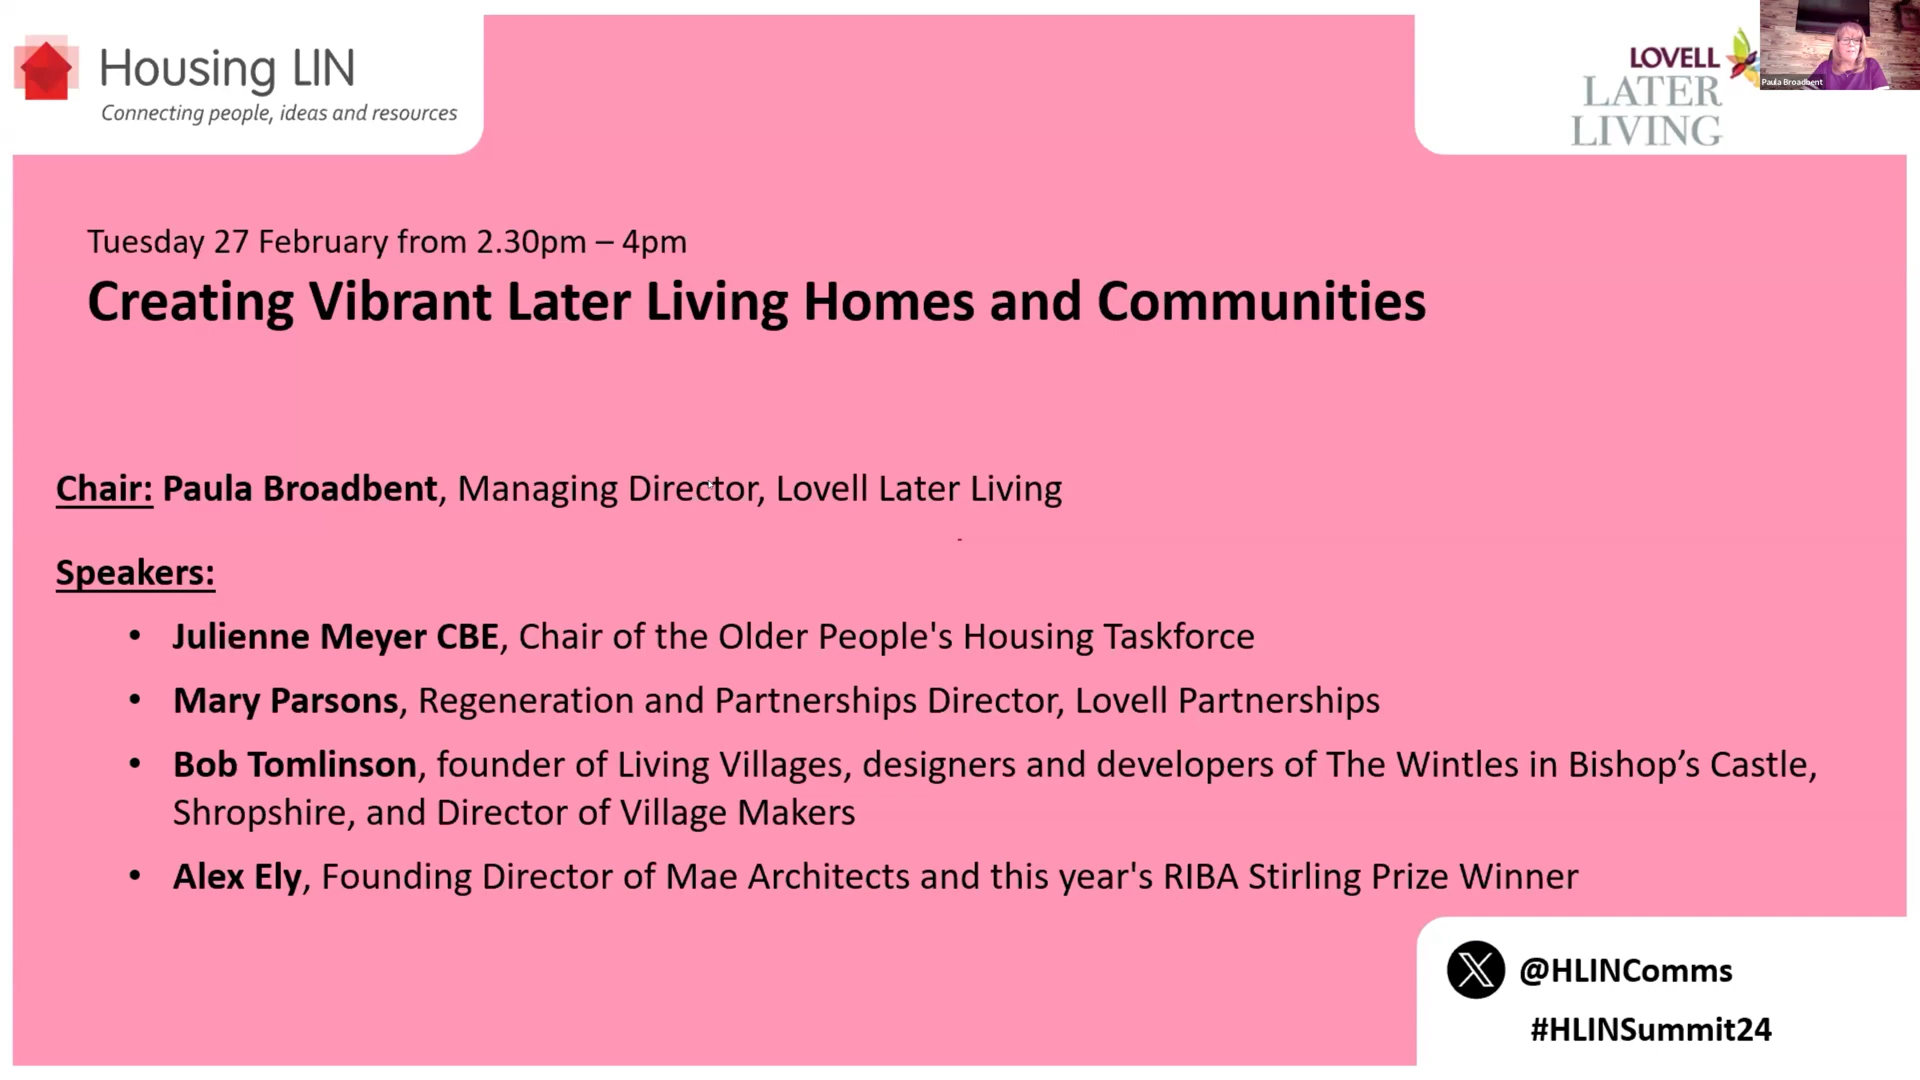 Housing LIN
Connecting people, ideas and resources
LOVELL
LATER
LIVING
Paula Broadbent
Tuesday 27 February from 2.30pm – 4pm
Creating Vibrant Later Living Homes and Communities
Chair: Paula Broadbent, Managing Director, Lovell Later Living
Speakers:
• Julienne Meyer CBE, Chair of the Older People's Housing Taskforce
• Mary Parsons, Regeneration and Partnerships Director, Lovell Partnerships
• Bob Tomlinson, founder of Living Villages, designers and developers of The Wintles in Bishop’s Castle,
Shropshire, and Director of Village Makers
• Alex Ely, Founding Director of Mae Architects and this year's RIBA Stirling Prize Winner
@HLINComms
#HLINSummit24